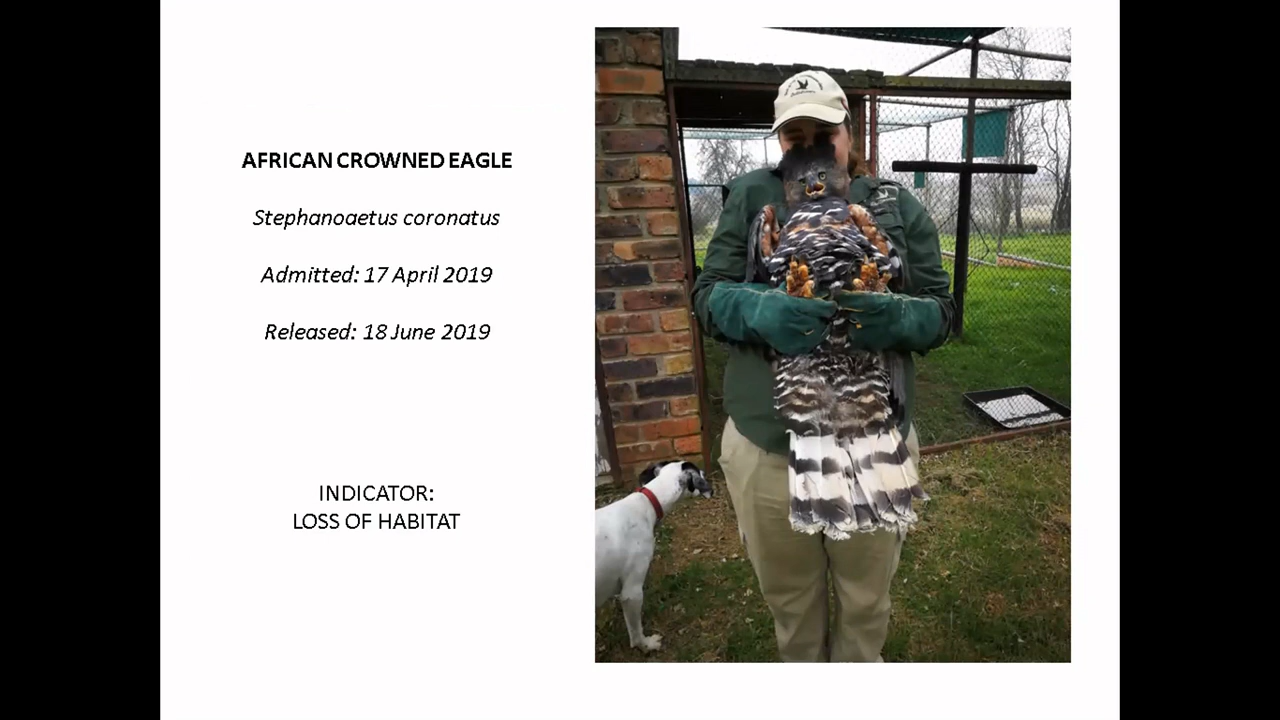 AFRICAN CROWNED EAGLE
Stephanoaetus coronatus
Admitted: 17 April 2019
Released: 18 June 2019
INDICATOR:
LOSS OF HABITAT